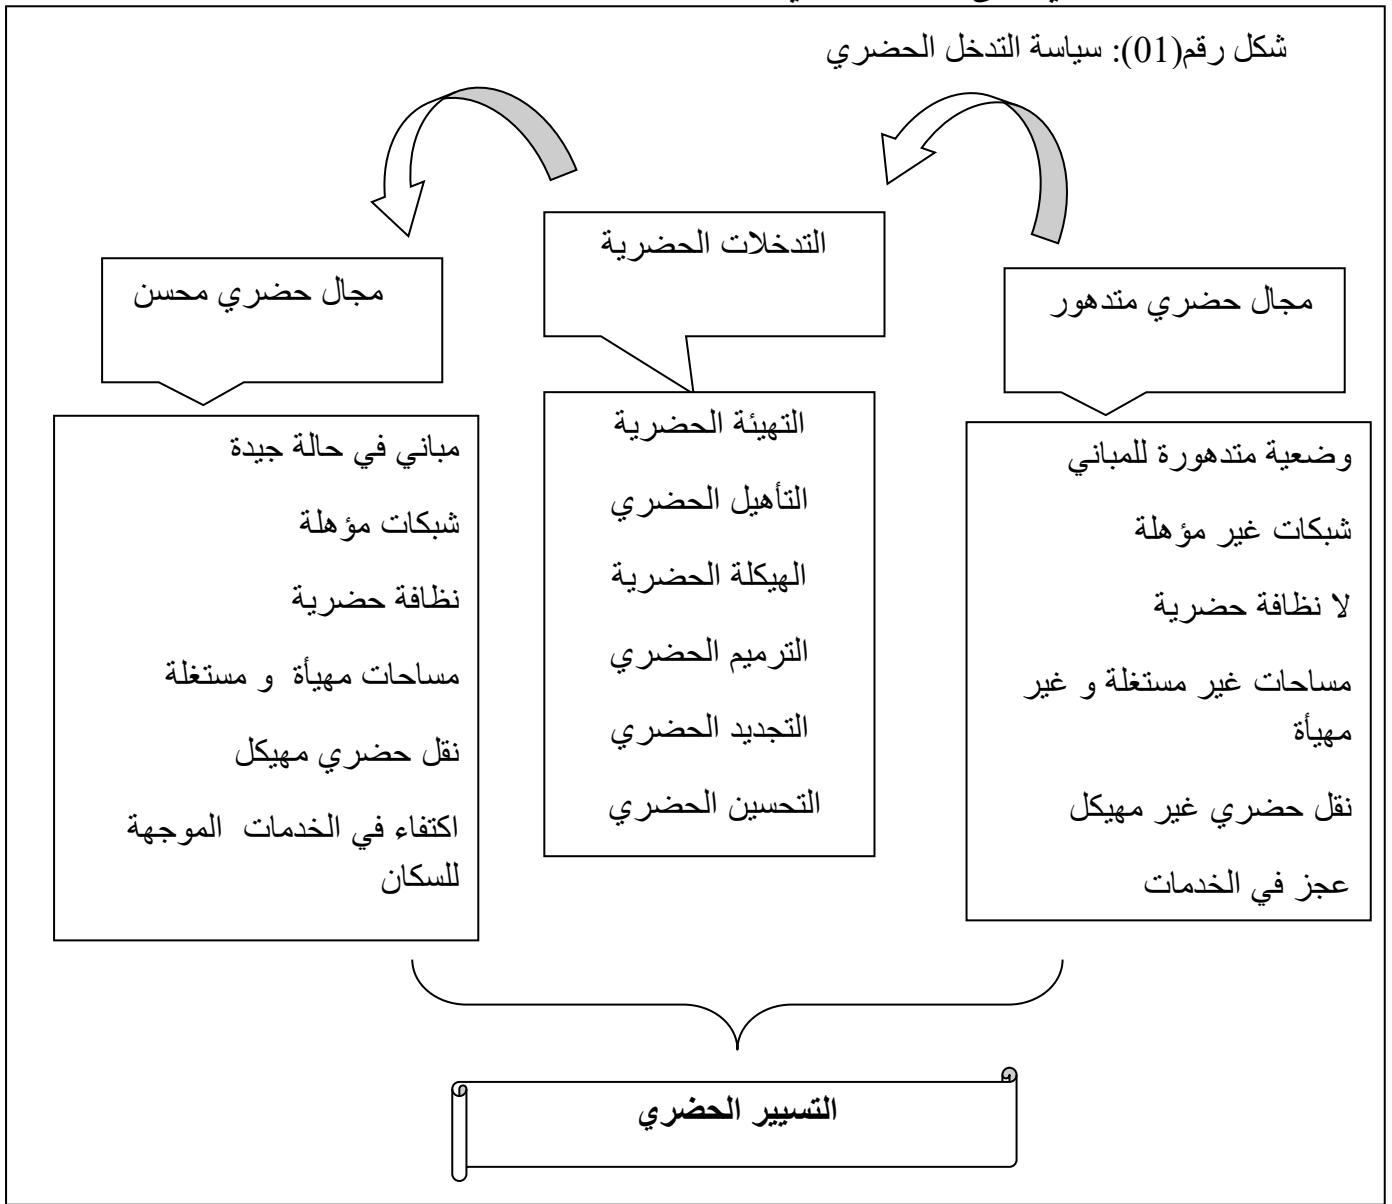 شكل رقم(01): سياسة التدخل الحضري
مجال حضري متدهور
وضعية متدهورة للمباني
شبكات غير مؤهلة
لا نظافة حضرية
مساحات غير مستغلة و غير
مهيأة
نقل حضري غير مهيكل
عجز في الخدمات
التدخلات الحضرية
التهيئة الحضرية
التأهيل الحضري
الهيكلة الحضرية
الترميم الحضري
التجديد الحضري
التحسين الحضري
مجال حضري محسن
مباني في حالة جيدة
شبكات مؤهلة
نظافة حضرية
مساحات مهيأة و مستغلة
نقل حضري مهيكل
اكتفاء في الخدمات الموجهة
للسكان
التسيير الحضري